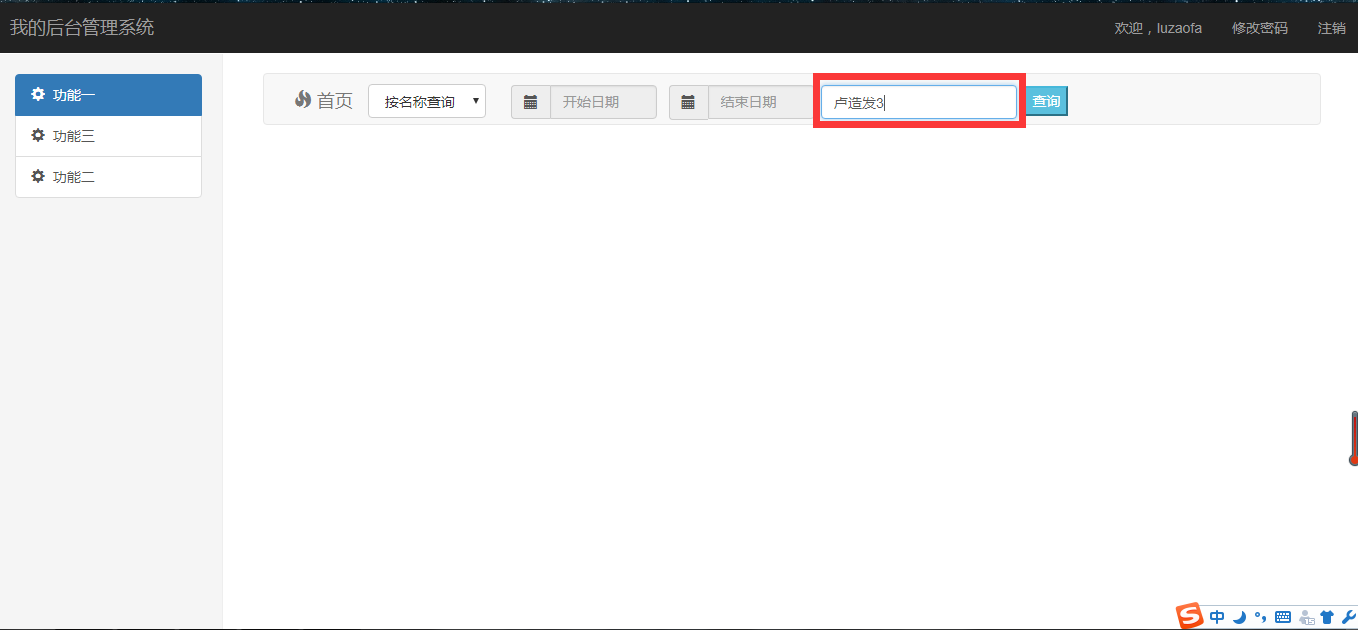 我的后台管理系统
欢迎，luzaofa 修改密码 注销
功能一
功能三
功能二
首页 按名称查询 开始日期 结束日期 卢造发3 查询
中